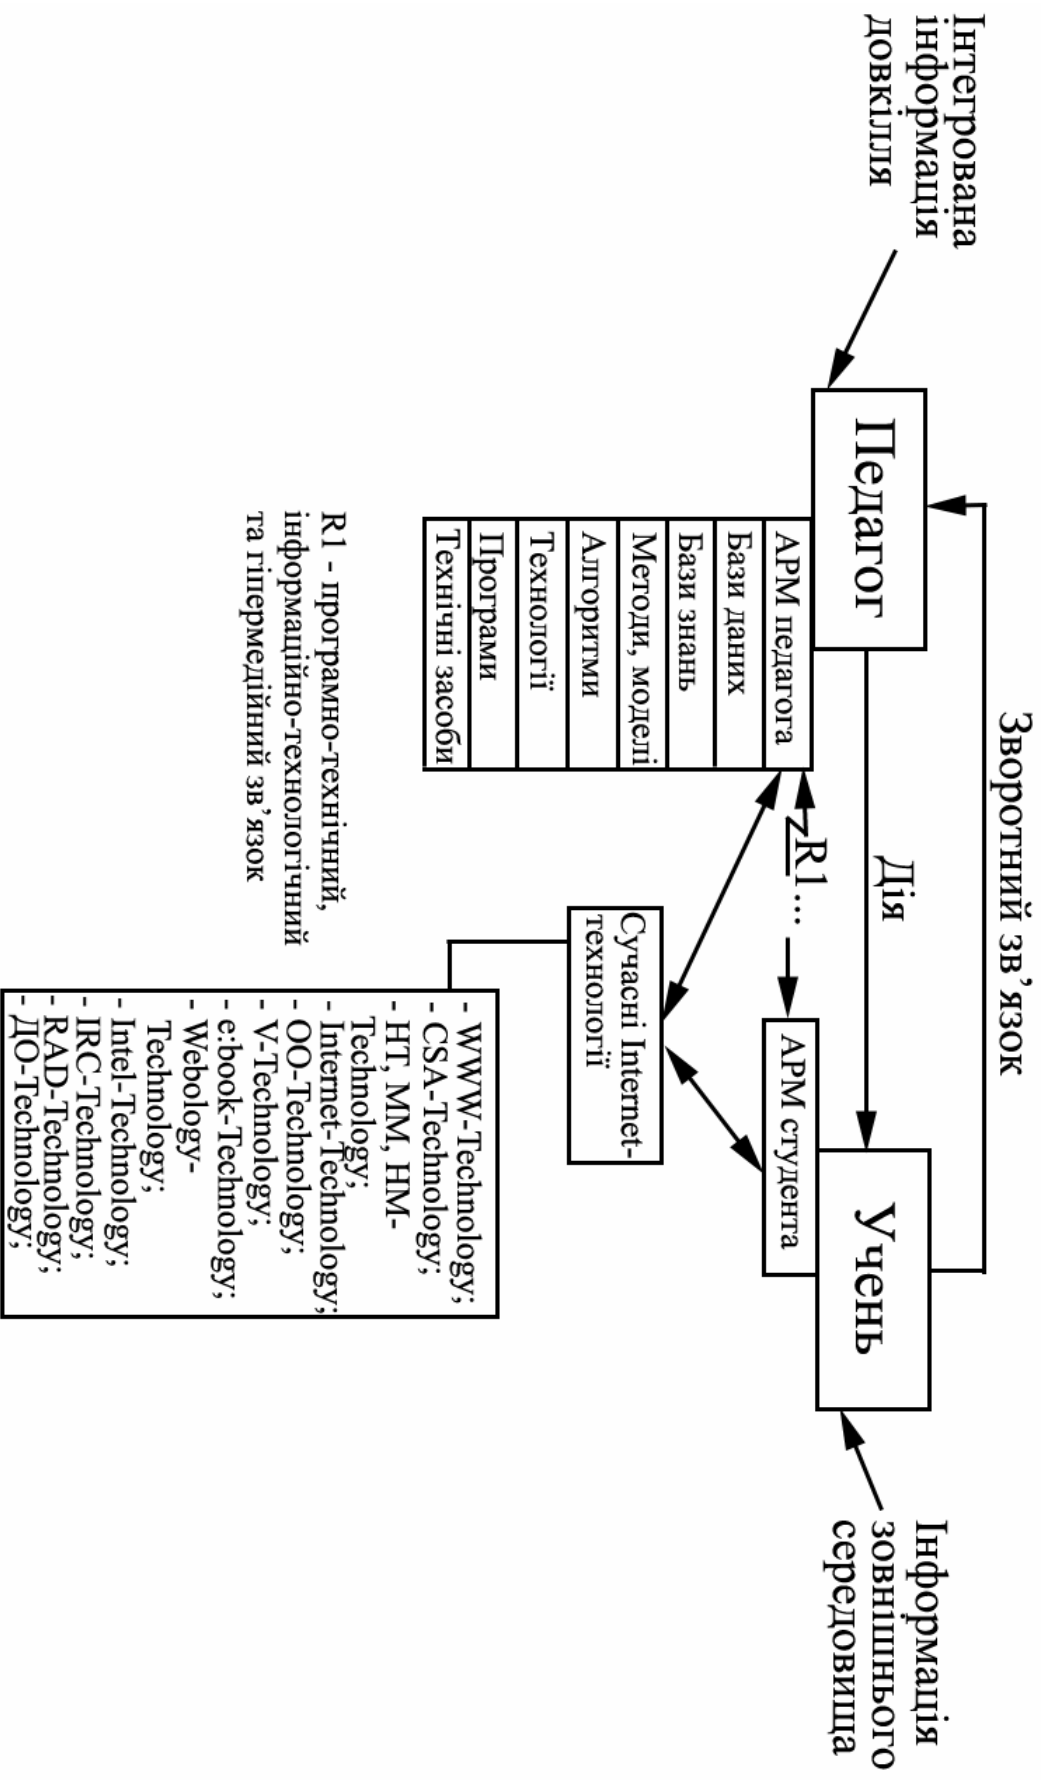 Зворотний зв’язок
Інтегрована
інформація
довкілля
Педагог
Дія
Учень
Інформація
зовнішнього
середовища
АРМ педагога
Бази даних
Бази знань
Методи, моделі
Алгоритми
Технології
Програми
Технічні засоби
R1...
АРМ студента
Сучасні Internet-
технології
- WWW-Technology;
- CSA-Technology;
- НТ, ММ, НМ-
Technology;
- Internet-Technology;
- OO-Technology;
- V-Technology;
- e:book-Technology;
- Webology-
Technology;
- Intel-Technology;
- IRC-Technology;
- RAD-Technology;
- ДО-Technology;
R1 - програмно-технічний,
інформаційно-технологічний
та гіпермедійний зв’язок